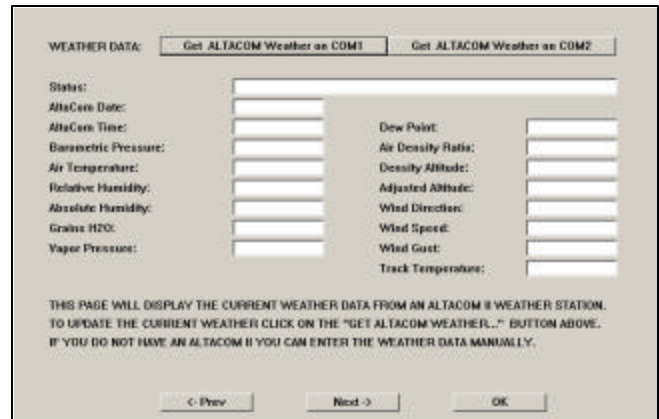 WEATHER DATA: Get ALTACOM Weather on COM1 Get ALTACOM Weather on COM2
Status:
AltaCom Date:
AltaCom Time: Dew Point:
Barometric Pressure: Air Density Ratio:
Air Temperature: Density Altitude:
Relative Humidity: Adjusted Altitude:
Absolute Humidity: Wind Direction:
Grains H2O: Wind Speed:
Vapor Pressure: Wind Gust:
Track Temperature:
THIS PAGE WILL DISPLAY THE CURRENT WEATHER DATA FROM AN ALTACOM II WEATHER STATION.
TO UPDATE THE CURRENT WEATHER CLICK ON THE "GET ALTACOM WEATHER..." BUTTON ABOVE.
IF YOU DO NOT HAVE AN ALTACOM II YOU CAN ENTER THE WEATHER DATA MANUALLY.
<- Prev Next -> OK